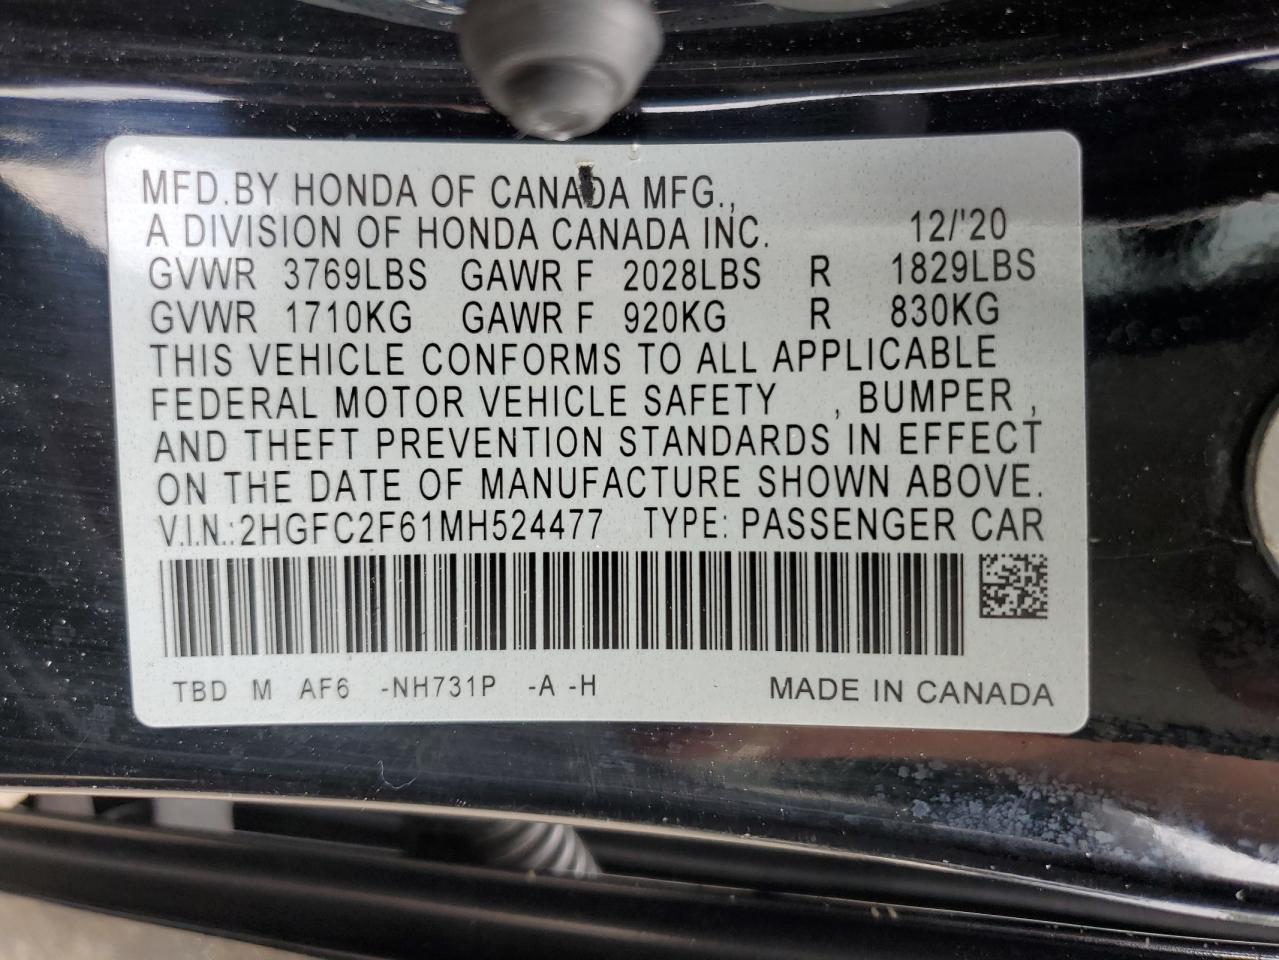 MFD.BY HONDA OF CANADA MFG.,
A DIVISION OF HONDA CANADA INC. 12/'20
GVWR 3769LBS GAWR F 2028LBS R 1829LBS
GVWR 1710KG GAWR F 920KG R 830KG
THIS VEHICLE CONFORMS TO ALL APPLICABLE
FEDERAL MOTOR VEHICLE SAFETY , BUMPER ,
AND THEFT PREVENTION STANDARDS IN EFFECT
ON THE DATE OF MANUFACTURE SHOWN ABOVE.
V.I.N.:2HGFC2F61MH524477 TYPE: PASSENGER CAR
TBD M AF6 -NH731P -A -H MADE IN CANADA